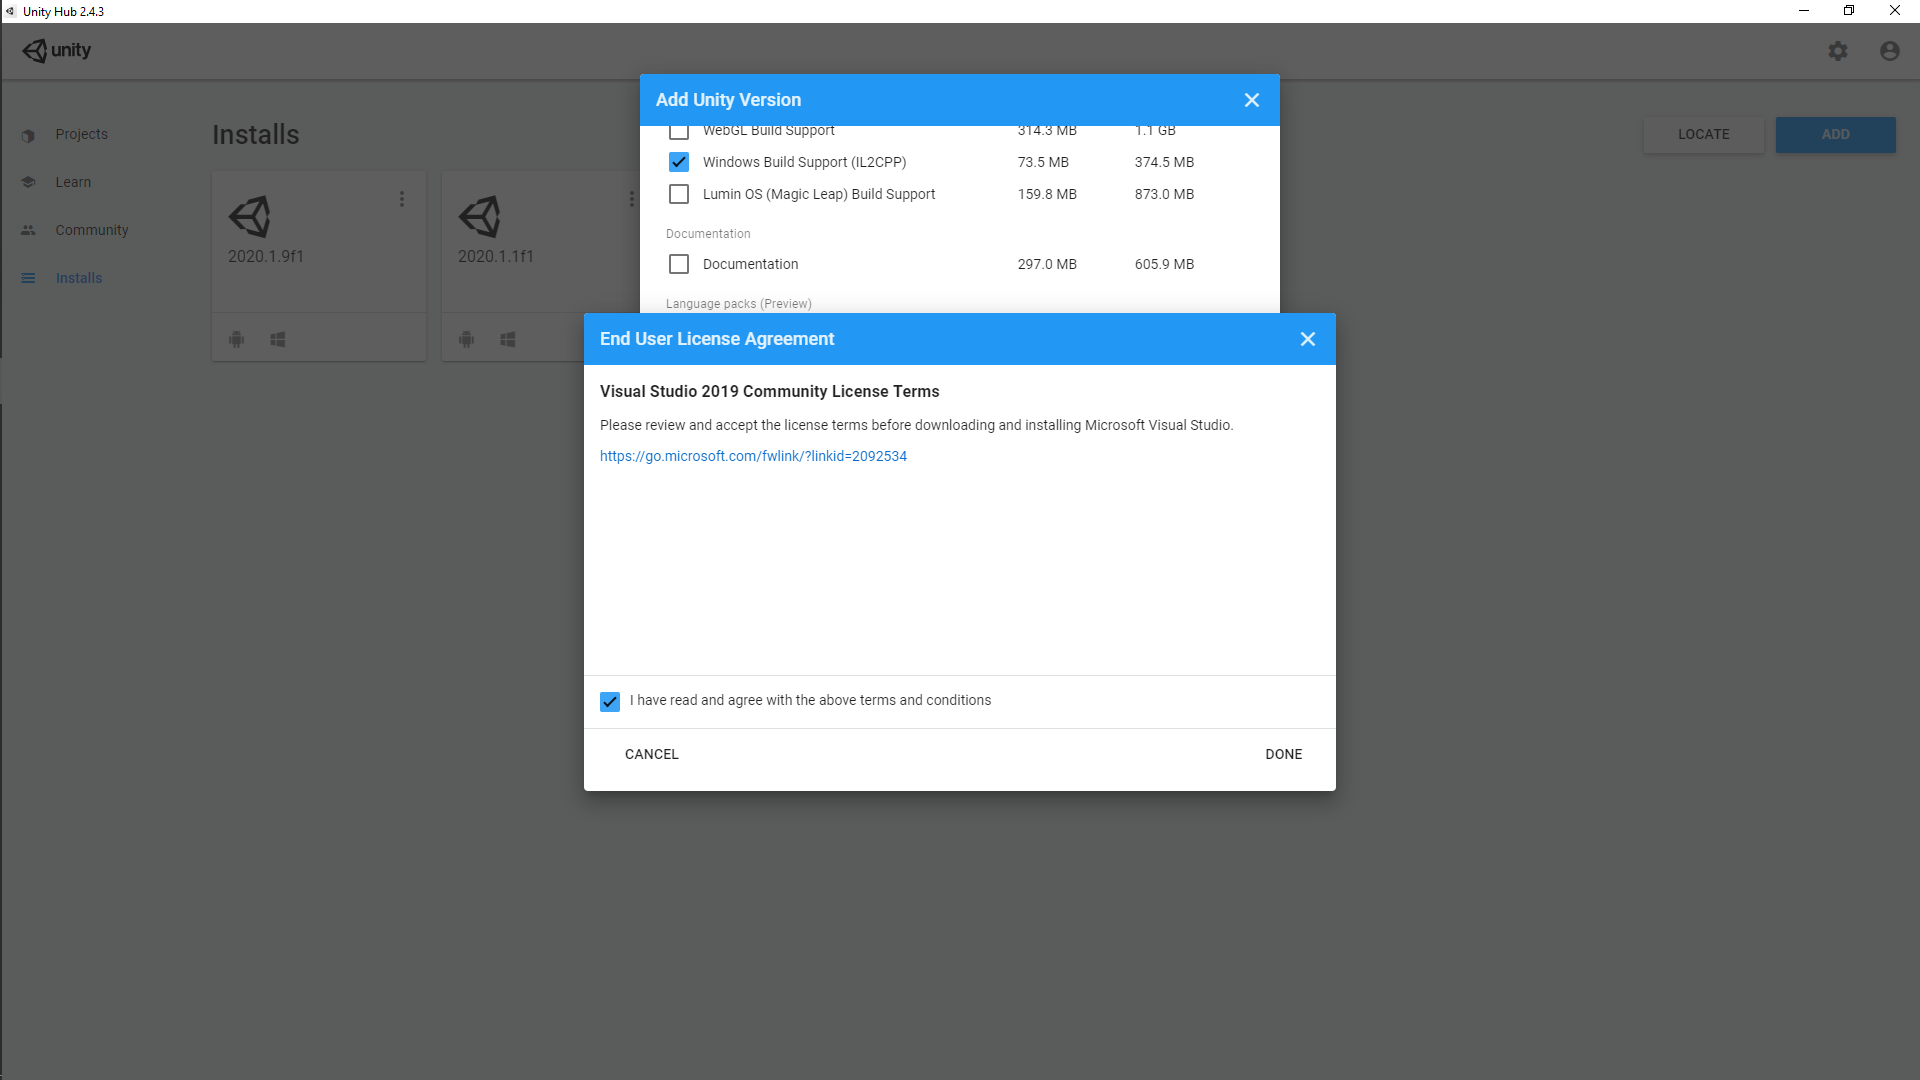 Unity Hub 2.4.3
unity
Projects
Learn
Community
Installs
Installs
LOCATE
ADD
2020.1.9f1
2020.1.1f1
Add Unity Version
WebGL Build Support 314.3 MB 1.1 GB
Windows Build Support (IL2CPP) 73.5 MB 374.5 MB
Lumin OS (Magic Leap) Build Support 159.8 MB 873.0 MB
Documentation
Documentation 297.0 MB 605.9 MB
Language packs (Preview)
End User License Agreement
Visual Studio 2019 Community License Terms
Please review and accept the license terms before downloading and installing Microsoft Visual Studio.
https://go.microsoft.com/fwlink/?linkid=2092534
I have read and agree with the above terms and conditions
CANCEL
DONE